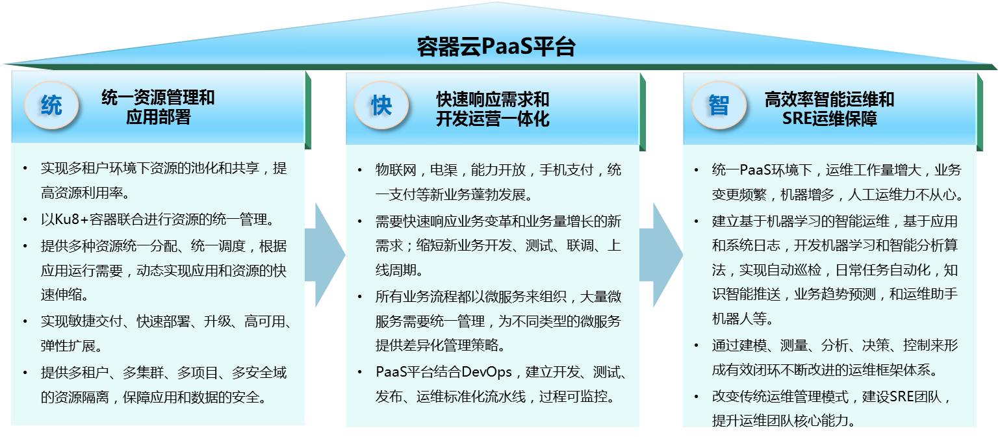 容器云PaaS平台
统
统一资源管理和
应用部署
• 实现多租户环境下资源的池化和共享，提
高资源利用率。
• 以Ku8+容器联合进行资源的统一管理。
• 提供多种资源统一分配、统一调度，根据
应用运行需要，动态实现应用和资源的快
速伸缩。
• 实现敏捷交付、快速部署、升级、高可用、
弹性扩展。
• 提供多租户、多集群、多项目、多安全域
的资源隔离，保障应用和数据的安全。
快
快速响应需求和
开发运营一体化
• 物联网，电渠，能力开放，手机支付，统
一支付等新业务蓬勃发展。
• 需要快速响应业务变革和业务量增长的新
需求；缩短新业务开发、测试、联调、上
线周期。
• 所有业务流程都以微服务来组织，大量微
服务需要统一管理，为不同类型的微服务
提供差异化管理策略。
• PaaS平台结合DevOps，建立开发、测试、
发布、运维标准化流水线，过程可监控。
智
高效率智能运维和
SRE运维保障
• 统一PaaS环境下，运维工作量增大，业务
变更频繁，机器增多，人工运维力不从心。
• 建立基于机器学习的智能运维，基于应用
和系统日志，开发机器学习和智能分析算
法，实现自动巡检，日常任务自动化，知
识智能推送，业务趋势预测，和运维助手
机器人等。
• 通过建模、测量、分析、决策、控制来形
成有效闭环不断改进的运维框架体系。
• 改变传统运维管理模式，建设SRE团队，
提升运维团队核心能力。